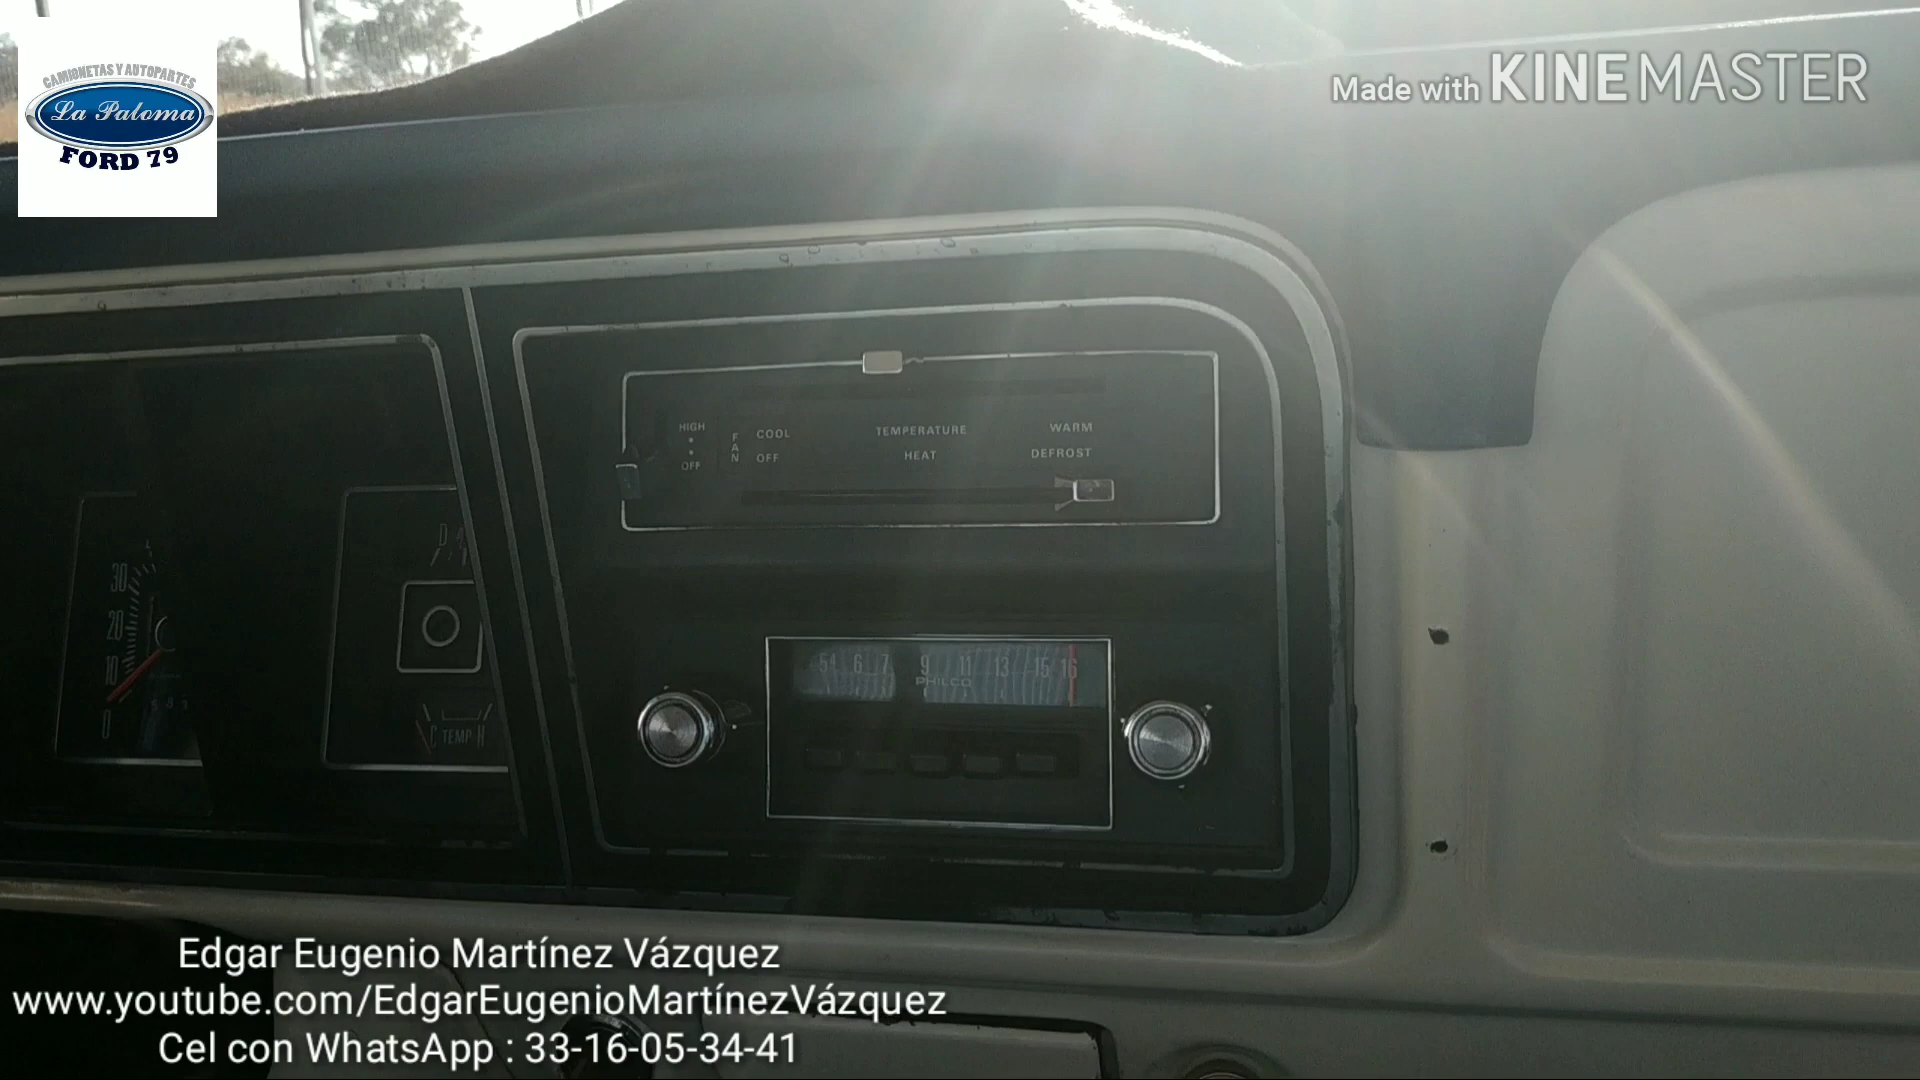 CAMIONETAS Y AUTOPARTES
La Paloma
FORD 79
Made with KINEMASTER
HIGH
OFF
FAN
COOL TEMPERATURE WARM
OFF HEAT DEFROST
30
20
10
0
C TEMP H
54 6 7 9 11 13 15 16
PHILCO
Edgar Eugenio Martínez Vázquez
www.youtube.com/EdgarEugenioMartínezVázquez
Cel con WhatsApp : 33-16-05-34-41